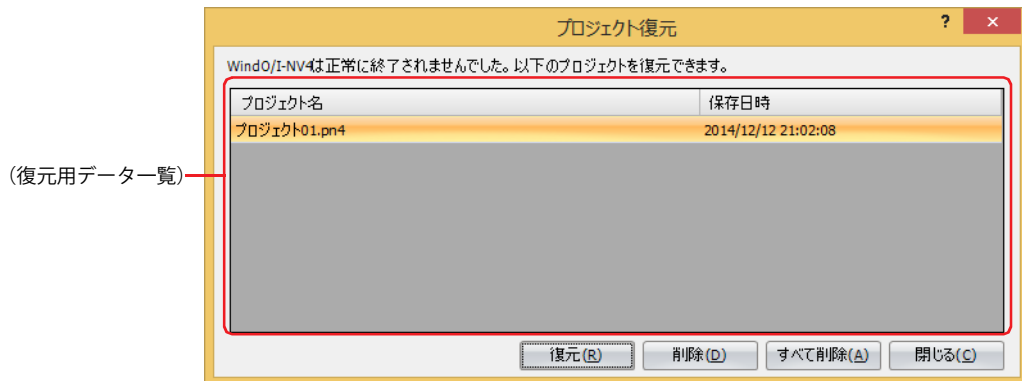 プロジェクト復元
? ×
WindO/I-NV4は正常に終了されませんでした。以下のプロジェクトを復元できます。
プロジェクト名 保存日時
プロジェクト01.pn4 2014/12/12 21:02:08
（復元用データ一覧）
復元(R) 削除(D) すべて削除(A) 閉じる(C)